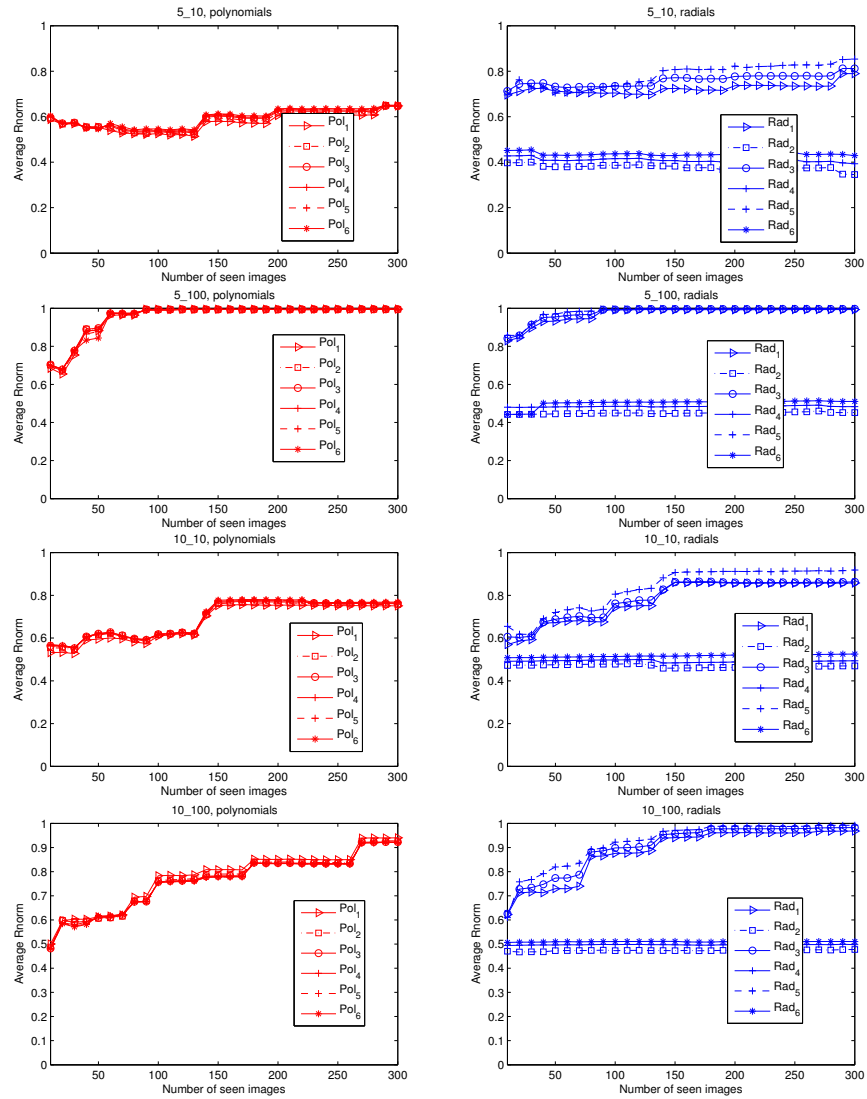 5_10, polynomials
1
0.8
0.6
0.4
0.2
0
Average Rnorm
50 100 150 200 250 300
Number of seen images
Pol1
Pol2
Pol3
Pol4
Pol5
Pol6
5_10, radials
1
0.8
0.6
0.4
0.2
0
Average Rnorm
50 100 150 200 250 300
Number of seen images
Rad1
Rad2
Rad3
Rad4
Rad5
Rad6
5_100, polynomials
1
0.8
0.6
0.4
0.2
0
Average Rnorm
50 100 150 200 250 300
Number of seen images
Pol1
Pol2
Pol3
Pol4
Pol5
Pol6
5_100, radials
1
0.8
0.6
0.4
0.2
0
Average Rnorm
50 100 150 200 250 300
Number of seen images
Rad1
Rad2
Rad3
Rad4
Rad5
Rad6
10_10, polynomials
1
0.8
0.6
0.4
0.2
0
Average Rnorm
50 100 150 200 250 300
Number of seen images
Pol1
Pol2
Pol3
Pol4
Pol5
Pol6
10_10, radials
1
0.8
0.6
0.4
0.2
0
Average Rnorm
50 100 150 200 250 300
Number of seen images
Rad1
Rad2
Rad3
Rad4
Rad5
Rad6
10_100, polynomials
1
0.9
0.8
0.7
0.6
0.5
0.4
0.3
0.2
0.1
0
Average Rnorm
50 100 150 200 250 300
Number of seen images
Pol1
Pol2
Pol3
Pol4
Pol5
Pol6
10_100, radials
1
0.9
0.8
0.7
0.6
0.5
0.4
0.3
0.2
0.1
0
Average Rnorm
50 100 150 200 250 300
Number of seen images
Rad1
Rad2
Rad3
Rad4
Rad5
Rad6